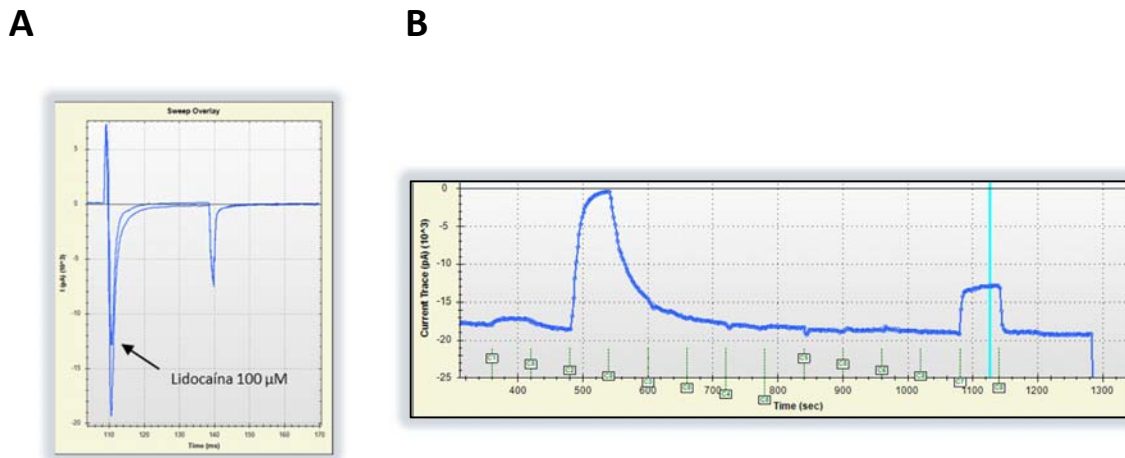 A
B
Sweep Overlay
I (pA) (10^3)
5
0
-5
-10
-15
-20
Lidocaína 100 µM
110 120 130 140 150 160 170
Time (ms)
Current Trace (pA) (10^3)
0
-5
-10
-15
-20
-25
C1
400 500 600 700 800 900 1000 1100 1200 1300
Time (sec)